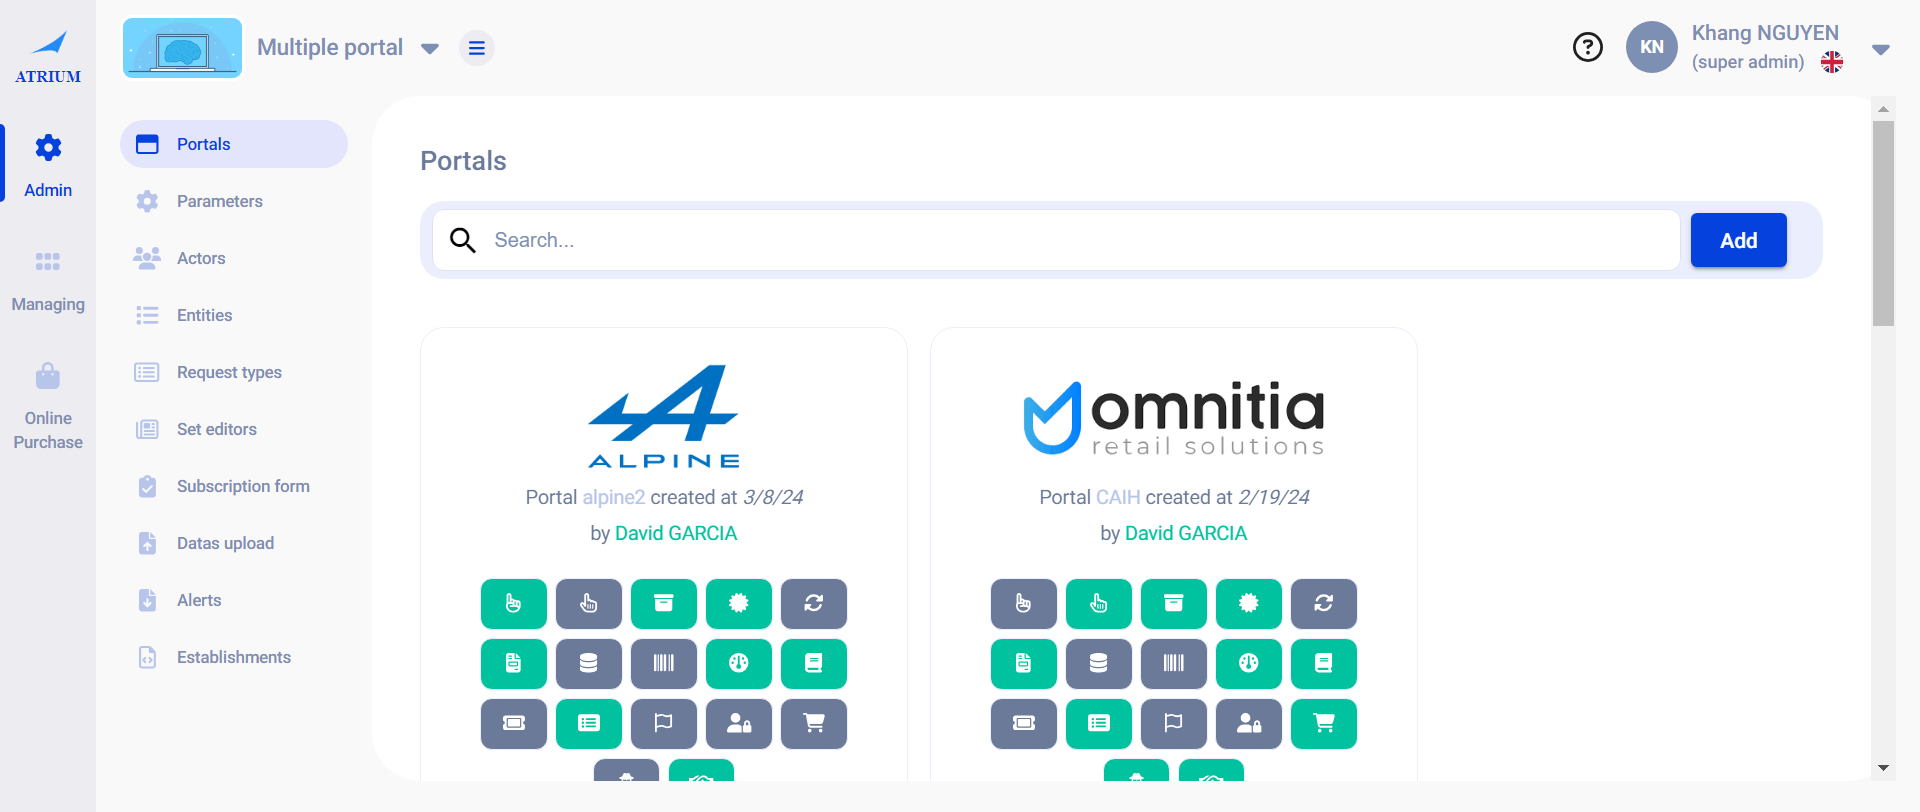 ATRIUM
Multiple portal
KN
Khang NGUYEN
(super admin)
Admin
Managing
Online
Purchase
Portals
Parameters
Actors
Entities
Request types
Set editors
Subscription form
Datas upload
Alerts
Establishments
Portals
Search...
Add
ALPINE
Portal alpine2 created at 3/8/24
by David GARCIA
omnitia
retail solutions
Portal CAIH created at 2/19/24
by David GARCIA